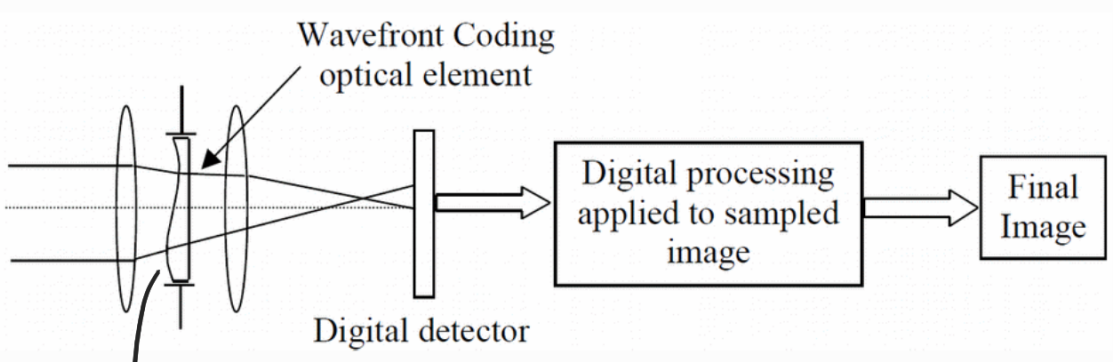 Wavefront Coding
optical element
Digital processing
applied to sampled
image
Final
Image
Digital detector